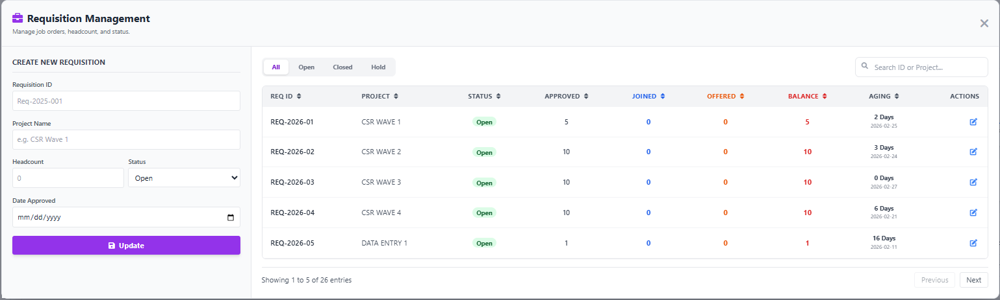 Requisition Management
Manage job orders, headcount, and status.
CREATE NEW REQUISITION
Requisition ID
Req-2025-001
Project Name
e.g. CSR Wave 1
Headcount Status
0 Open
Date Approved
mm/dd/yyyy
Update
All Open Closed Hold
Search ID or Project...
REQ ID PROJECT STATUS APPROVED JOINED OFFERED BALANCE AGING ACTIONS
REQ-2026-01 CSR WAVE 1 Open 5 0 0 5 2 Days
2026-02-25
REQ-2026-02 CSR WAVE 2 Open 10 0 0 10 3 Days
2026-02-24
REQ-2026-03 CSR WAVE 3 Open 10 0 0 10 0 Days
2026-02-27
REQ-2026-04 CSR WAVE 4 Open 10 0 0 10 6 Days
2026-02-21
REQ-2026-05 DATA ENTRY 1 Open 1 0 0 1 16 Days
2026-02-11
Showing 1 to 5 of 26 entries
Previous Next